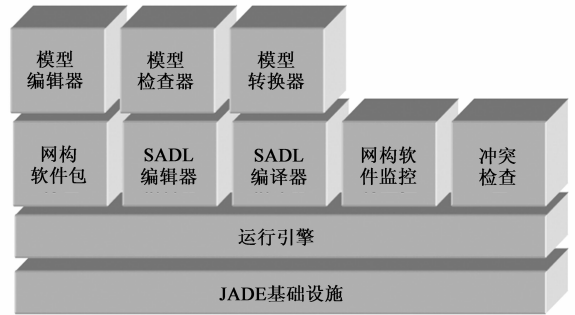 模型
编辑器
模型
检查器
模型
转换器
网构
软件包
SADL
编辑器
SADL
编译器
网构软
件监控
冲突
检查
运行引擎
JADE基础设施